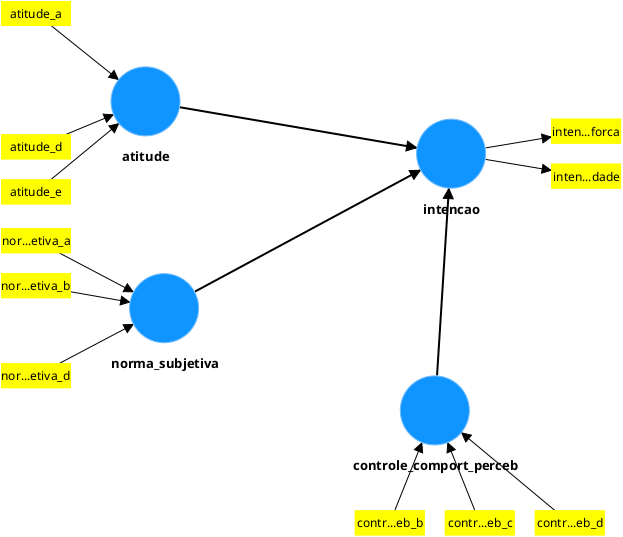 atitude_a
atitude_d
atitude_e
atitude
nor...etiva_a
nor...etiva_b
nor...etiva_d
norma_subjetiva
intencao
inten...forca
inten...dade
controle_comport_perceb
contr...eb_b
contr...eb_c
contr...eb_d